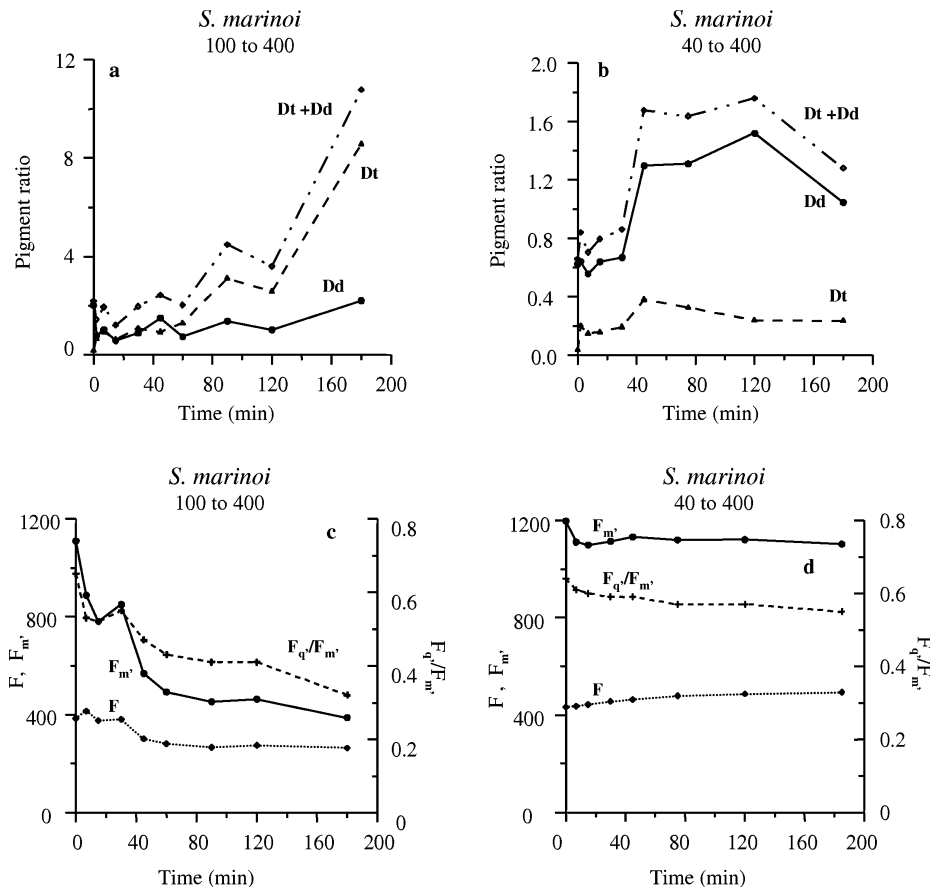 S. marinoi
100 to 400
a
12
8
4
0
Pigment ratio
Dt +Dd
Dt
Dd
0 40 80 120 160 200
Time (min)
S. marinoi
40 to 400
b
2.0
1.6
1.2
0.8
0.4
0.0
Pigment ratio
Dt +Dd
Dd
Dt
0 40 80 120 160 200
Time (min)
S. marinoi
100 to 400
c
1200
800
400
0
F, Fm'
Fq'/Fm'
Fm'
F
0.8
0.6
0.4
0.2
0
Fq'/Fm'
0 40 80 120 160 200
Time (min)
S. marinoi
40 to 400
d
1200
800
400
0
F, Fm'
Fm'
Fq'/Fm'
F
0.8
0.6
0.4
0.2
0
Fq'/Fm'
0 40 80 120 160 200
Time (min)